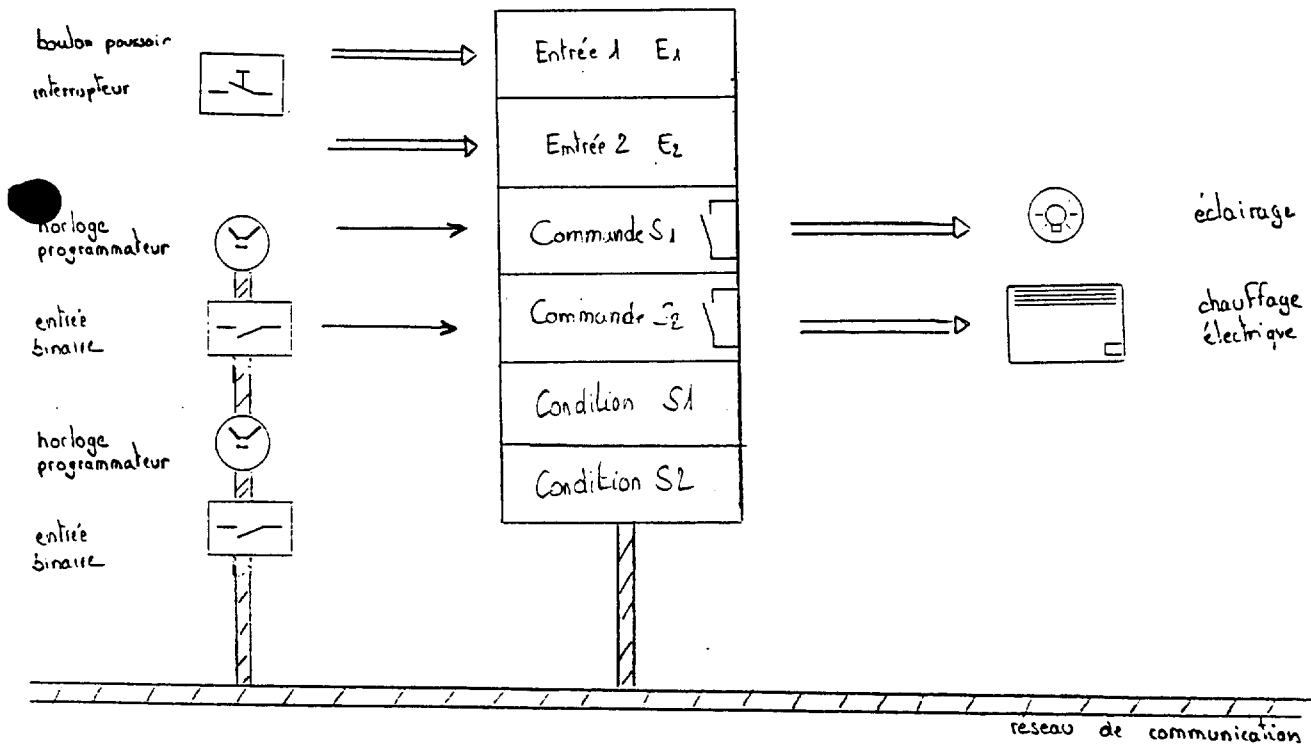 bouton poussoir
interrupteur
Entrée 1 E1
Entrée 2 E2
horloge
programmateur
Commande S1
éclairage
entrée
binaire
Commande S2
chauffage
électrique
Condition S1
horloge
programmateur
Condition S2
entrée
binaire
reseau de communication